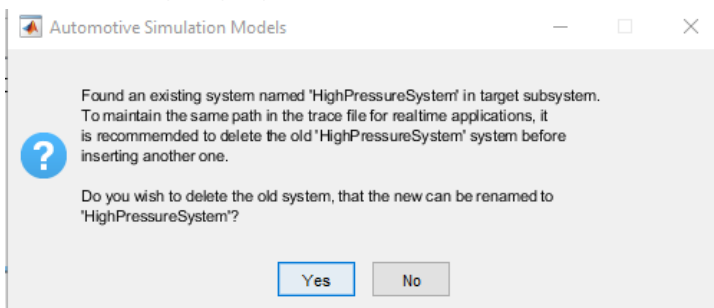 Automotive Simulation Models
Found an existing system named 'HighPressureSystem' in target subsystem.
To maintain the same path in the trace file for realtime applications, it
is recommemded to delete the old 'HighPressureSystem' system before
inserting another one.
Do you wish to delete the old system, that the new can be renamed to
'HighPressureSystem'?
Yes
No